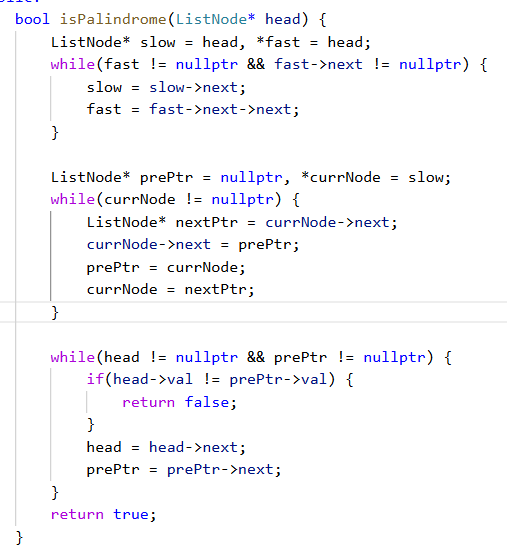 bool isPalindrome(ListNode* head) {
    ListNode* slow = head, *fast = head;
    while(fast != nullptr && fast->next != nullptr) {
        slow = slow->next;
        fast = fast->next->next;
    }

    ListNode* prePtr = nullptr, *currNode = slow;
    while(currNode != nullptr) {
        ListNode* nextPtr = currNode->next;
        currNode->next = prePtr;
        prePtr = currNode;
        currNode = nextPtr;
    }

    while(head != nullptr && prePtr != nullptr) {
        if(head->val != prePtr->val) {
            return false;
        }
        head = head->next;
        prePtr = prePtr->next;
    }
    return true;
}